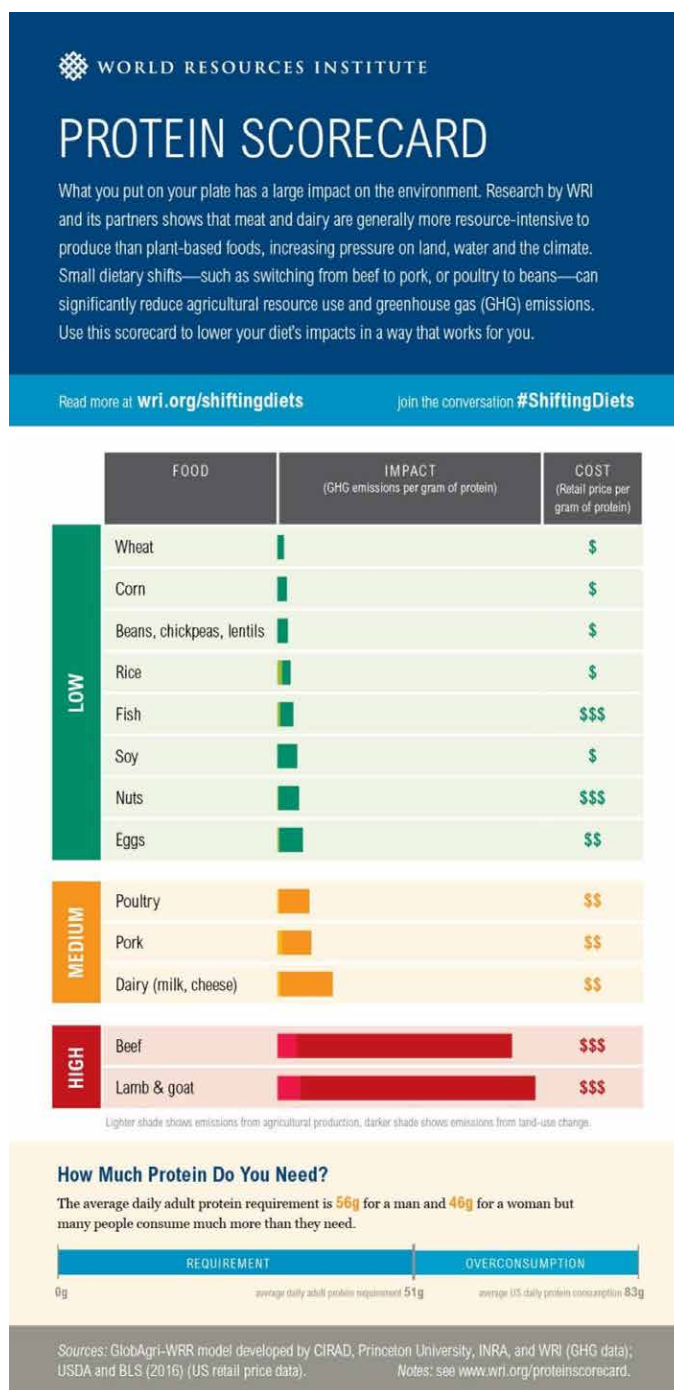 WORLD RESOURCES INSTITUTE
PROTEIN SCORECARD
What you put on your plate has a large impact on the environment. Research by WRI
and its partners shows that meat and dairy are generally more resource-intensive to
produce than plant-based foods, increasing pressure on land, water and the climate.
Small dietary shifts—such as switching from beef to pork, or poultry to beans—can
significantly reduce agricultural resource use and greenhouse gas (GHG) emissions.
Use this scorecard to lower your diet's impacts in a way that works for you.
Read more at wri.org/shiftingdiets join the conversation #ShiftingDiets
FOOD IMPACT COST
(GHG emissions per gram of protein) (Retail price per
gram of protein)
LOW
Wheat $
Corn $
Beans, chickpeas, lentils $
Rice $
Fish $$$
Soy $
Nuts $$$
Eggs $$
MEDIUM
Poultry $$
Pork $$
Dairy (milk, cheese) $$
HIGH
Beef $$$
Lamb & goat $$$
Lighter shade shows emissions from agricultural production, darker shade shows emissions from land-use change.
How Much Protein Do You Need?
The average daily adult protein requirement is 56g for a man and 46g for a woman but
many people consume much more than they need.
REQUIREMENT OVERCONSUMPTION
0g average daily adult protein requirement 51g average US daily protein consumption 83g
Sources: GlobAgri-WRR model developed by CIRAD, Princeton University, INRA, and WRI (GHG data);
USDA and BLS (2016) (US retail price data). Notes: see www.wri.org/proteinscorecard.